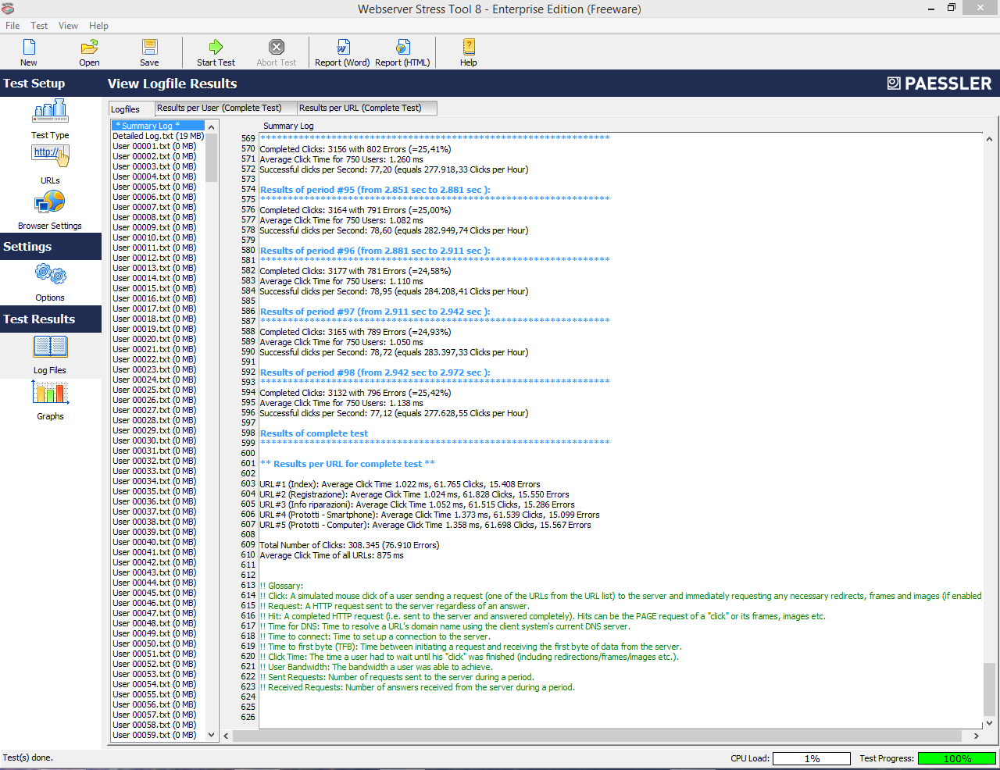 Webserver Stress Tool 8 - Enterprise Edition (Freeware)
File Test View Help
New Open Save Start Test Abort Test Report (Word) Report (HTML) Help
Test Setup
View Logfile Results
PAESSLER
Test Type
http://
URLs
Browser Settings
Settings
Options
Test Results
Log Files
Graphs
Logfiles
Results per User (Complete Test)
Results per URL (Complete Test)
* Summary Log *
Detailed Log.txt (19 MB)
User 00001.txt (0 MB)
User 00002.txt (0 MB)
User 00003.txt (0 MB)
User 00004.txt (0 MB)
User 00005.txt (0 MB)
User 00006.txt (0 MB)
User 00007.txt (0 MB)
User 00008.txt (0 MB)
User 00009.txt (0 MB)
User 00010.txt (0 MB)
User 00011.txt (0 MB)
User 00012.txt (0 MB)
User 00013.txt (0 MB)
User 00014.txt (0 MB)
User 00015.txt (0 MB)
User 00016.txt (0 MB)
User 00017.txt (0 MB)
User 00018.txt (0 MB)
User 00019.txt (0 MB)
User 00020.txt (0 MB)
User 00021.txt (0 MB)
User 00022.txt (0 MB)
User 00023.txt (0 MB)
User 00024.txt (0 MB)
User 00025.txt (0 MB)
User 00026.txt (0 MB)
User 00027.txt (0 MB)
User 00028.txt (0 MB)
User 00029.txt (0 MB)
User 00030.txt (0 MB)
User 00031.txt (0 MB)
User 00032.txt (0 MB)
User 00033.txt (0 MB)
User 00034.txt (0 MB)
User 00035.txt (0 MB)
User 00036.txt (0 MB)
User 00037.txt (0 MB)
User 00038.txt (0 MB)
User 00039.txt (0 MB)
User 00040.txt (0 MB)
User 00041.txt (0 MB)
User 00042.txt (0 MB)
User 00043.txt (0 MB)
User 00044.txt (0 MB)
User 00045.txt (0 MB)
User 00046.txt (0 MB)
User 00047.txt (0 MB)
User 00048.txt (0 MB)
User 00049.txt (0 MB)
User 00050.txt (0 MB)
User 00051.txt (0 MB)
User 00052.txt (0 MB)
User 00053.txt (0 MB)
User 00054.txt (0 MB)
User 00055.txt (0 MB)
User 00056.txt (0 MB)
User 00057.txt (0 MB)
User 00058.txt (0 MB)
User 00059.txt (0 MB)
Summary Log
569 ****************************************************************
570 Completed Clicks: 3156 with 802 Errors (=25,41%)
571 Average Click Time for 750 Users: 1.260 ms
572 Successful clicks per Second: 77,20 (equals 277.918,33 Clicks per Hour)
573
574 Results of period #95 (from 2.851 sec to 2.881 sec ):
575 ****************************************************************
576 Completed Clicks: 3164 with 791 Errors (=25,00%)
577 Average Click Time for 750 Users: 1.082 ms
578 Successful clicks per Second: 78,60 (equals 282.949,74 Clicks per Hour)
579
580 Results of period #96 (from 2.881 sec to 2.911 sec ):
581 ****************************************************************
582 Completed Clicks: 3177 with 781 Errors (=24,58%)
583 Average Click Time for 750 Users: 1.110 ms
584 Successful clicks per Second: 78,95 (equals 284.208,41 Clicks per Hour)
585
586 Results of period #97 (from 2.911 sec to 2.942 sec ):
587 ****************************************************************
588 Completed Clicks: 3165 with 789 Errors (=24,93%)
589 Average Click Time for 750 Users: 1.050 ms
590 Successful clicks per Second: 78,72 (equals 283.397,33 Clicks per Hour)
591
592 Results of period #98 (from 2.942 sec to 2.972 sec ):
593 ****************************************************************
594 Completed Clicks: 3132 with 796 Errors (=25,42%)
595 Average Click Time for 750 Users: 1.138 ms
596 Successful clicks per Second: 77,12 (equals 277.628,55 Clicks per Hour)
597
598 Results of complete test
599 ****************************************************************
600
601 ** Results per URL for complete test **
602
603 URL#1 (Index): Average Click Time 1.022 ms, 61.765 Clicks, 15.408 Errors
604 URL#2 (Registrazione): Average Click Time 1.024 ms, 61.828 Clicks, 15.550 Errors
605 URL#3 (Info riparazioni): Average Click Time 1.052 ms, 61.515 Clicks, 15.286 Errors
606 URL#4 (Prototti - Smartphone): Average Click Time 1.373 ms, 61.539 Clicks, 15.099 Errors
607 URL#5 (Prototti - Computer): Average Click Time 1.358 ms, 61.698 Clicks, 15.567 Errors
608
609 Total Number of Clicks: 308.345 (76.910 Errors)
610 Average Click Time of all URLs: 875 ms
611
612
613 !! Glossary:
614 !! Click: A simulated mouse click of a user sending a request (one of the URLs from the URL list) to the server and immediately requesting any necessary redirects, frames and images (if enabled
615 !! Request: A HTTP request sent to the server regardless of an answer.
616 !! Hit: A completed HTTP request (i.e. sent to the server and answered completely). Hits can be the PAGE request of a "click" or its frames, images etc.
617 !! Time for DNS: Time to resolve a URL's domain name using the client system's current DNS server.
618 !! Time to connect: Time to set up a connection to the server.
619 !! Time to first byte (TFB): Time between initiating a request and receiving the first byte of data from the server.
620 !! Click Time: The time a user had to wait until his "click" was finished (including redirections/frames/images etc.).
621 !! User Bandwidth: The bandwidth a user was able to achieve.
622 !! Sent Requests: Number of requests sent to the server during a period.
623 !! Received Requests: Number of answers received from the server during a period.
624
625
626
Test(s) done.
CPU Load: 1% Test Progress: 100%